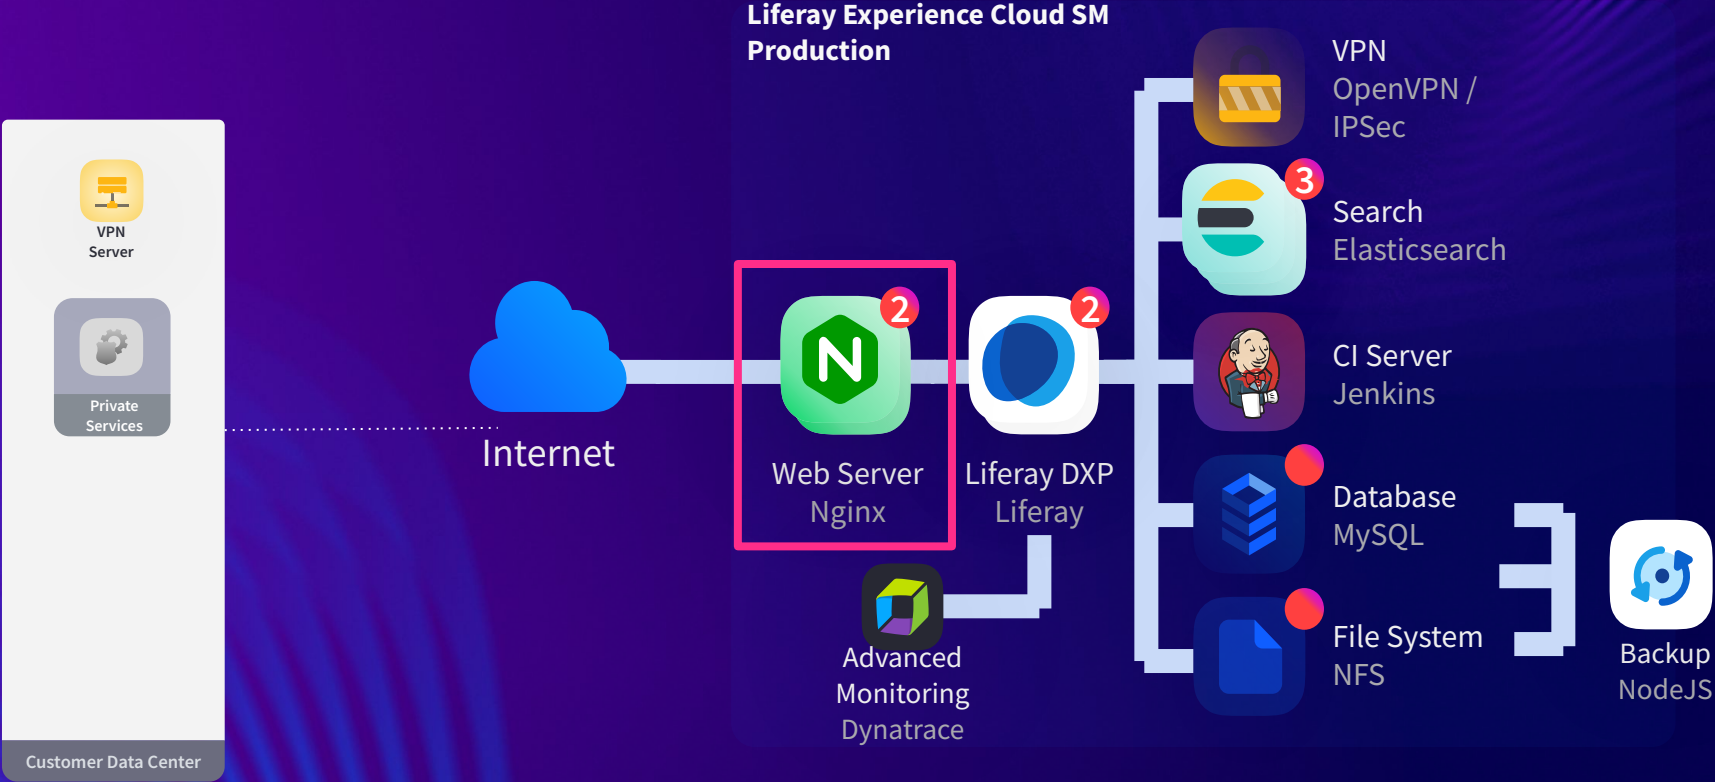 Liferay Experience Cloud SM
Production
VPN
Server
Private
Services
Customer Data Center
Internet
2
N
Web Server
Nginx
2
Liferay DXP
Liferay
Advanced
Monitoring
Dynatrace
VPN
OpenVPN /
IPSec
3
Search
Elasticsearch
CI Server
Jenkins
Database
MySQL
File System
NFS
Backup
NodeJS